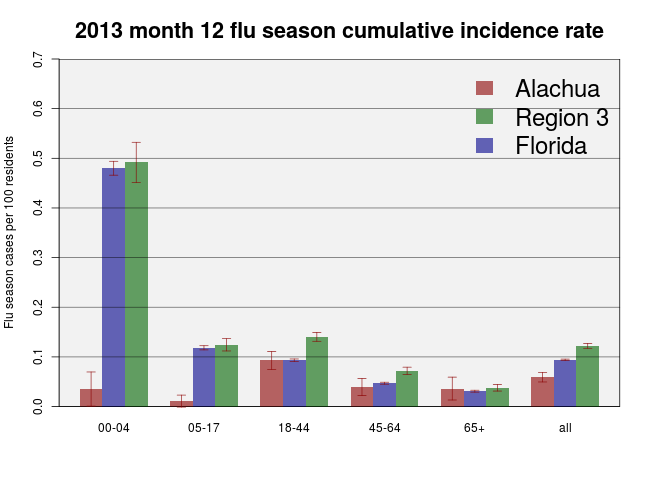 2013 month 12 flu season cumulative incidence rate
Flu season cases per 100 residents
0.7
0.6
0.5
0.4
0.3
0.2
0.1
0.0
Alachua
Region 3
Florida
00-04
05-17
18-44
45-64
65+
all